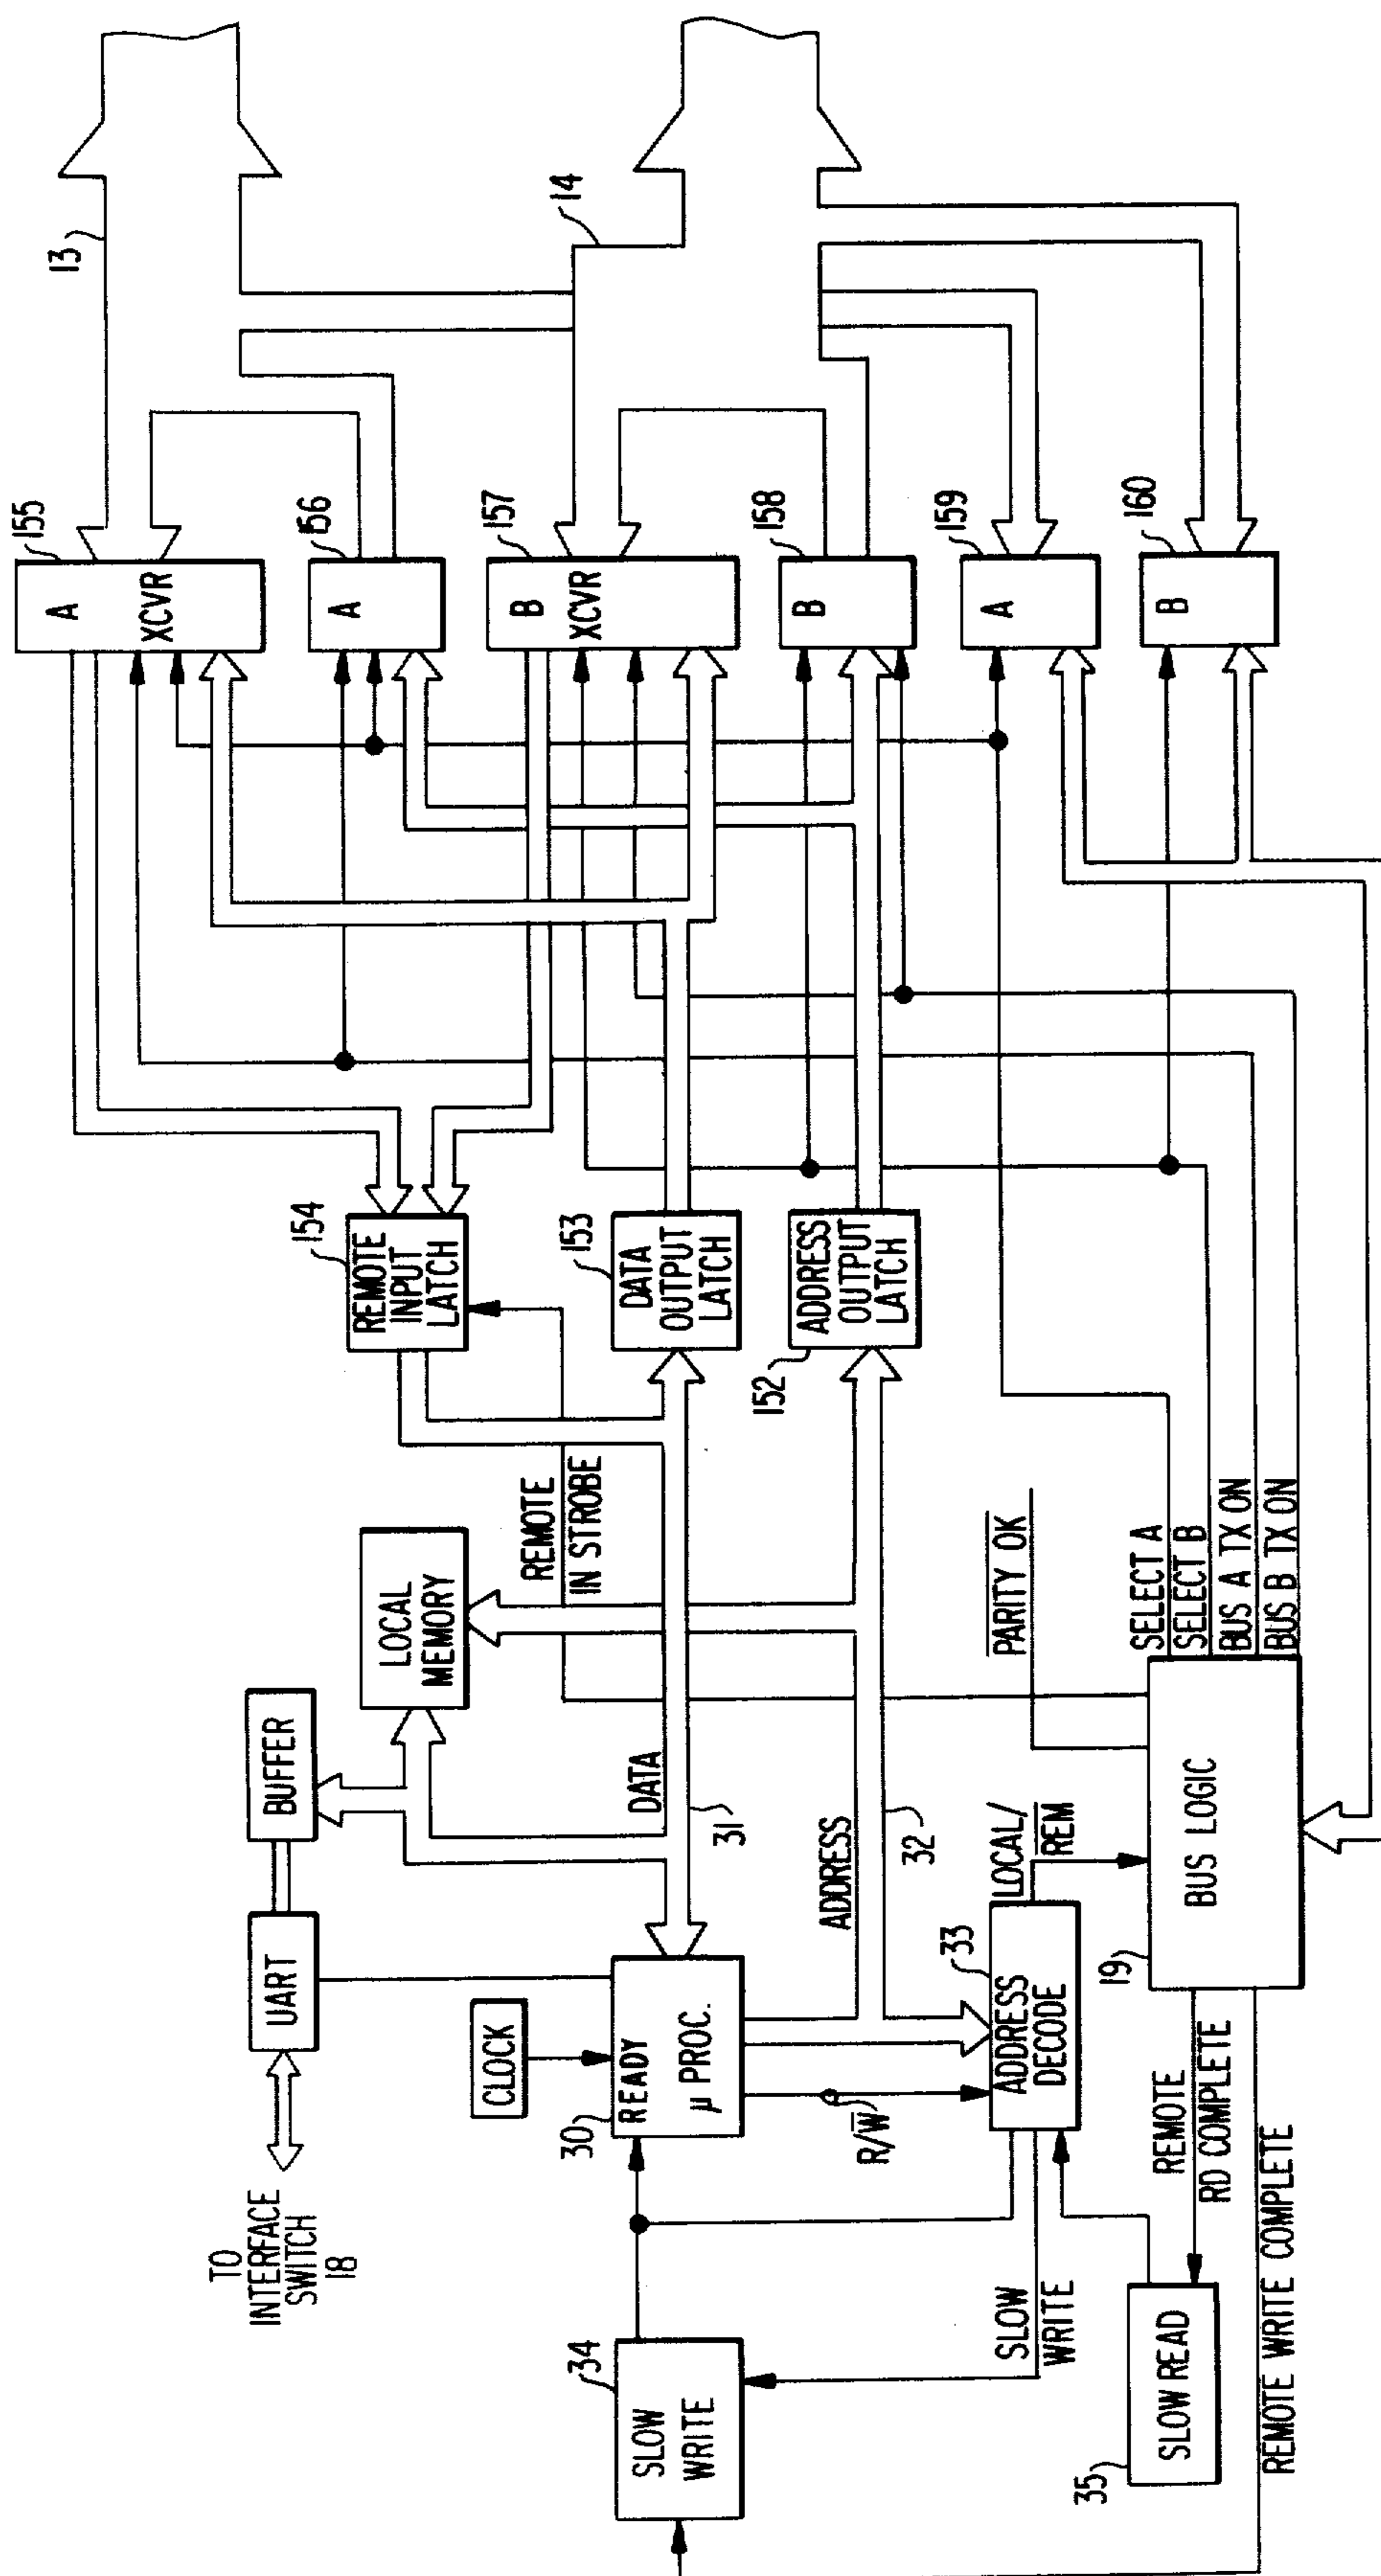 13
14
155
A
XCVR
156
A
157
B
XCVR
158
B
159
A
160
B
154
REMOTE
INPUT
LATCH
153
DATA
OUTPUT
LATCH
152
ADDRESS
OUTPUT
LATCH
REMOTE
IN STROBE
LOCAL
MEMORY
BUFFER
UART
TO
INTERFACE
SWITCH
18
CLOCK
DATA
31
ADDRESS
32
30
READY
µ PROC.
R/W̅
33
ADDRESS
DECODE
LOCAL/
R̅E̅M̅
P̅A̅R̅I̅T̅Y̅ ̅O̅K̅
SELECT A
SELECT B
BUS A TX ON
BUS B TX ON
19
BUS LOGIC
34
SLOW
WRITE
SLOW
WRITE
35
SLOW READ
REMOTE
RD COMPLETE
REMOTE WRITE COMPLETE